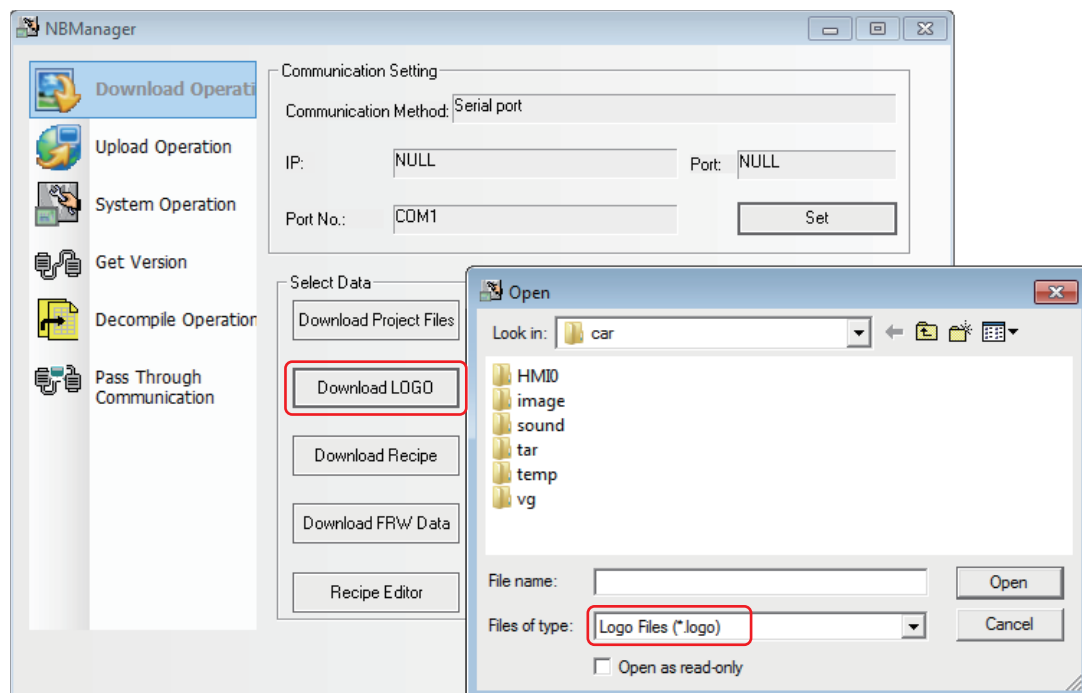 NBManager
Download Operati
Upload Operation
System Operation
Get Version
Decompile Operation
Pass Through
Communication
Communication Setting
Communication Method: Serial port
IP: NULL Port: NULL
Port No.: COM1 Set
Select Data
Download Project Files
Download LOGO
Download Recipe
Download FRW Data
Recipe Editor
Open
Look in: car
HMI0
image
sound
tar
temp
vg
File name: Open
Files of type: Logo Files (*.logo) Cancel
Open as read-only